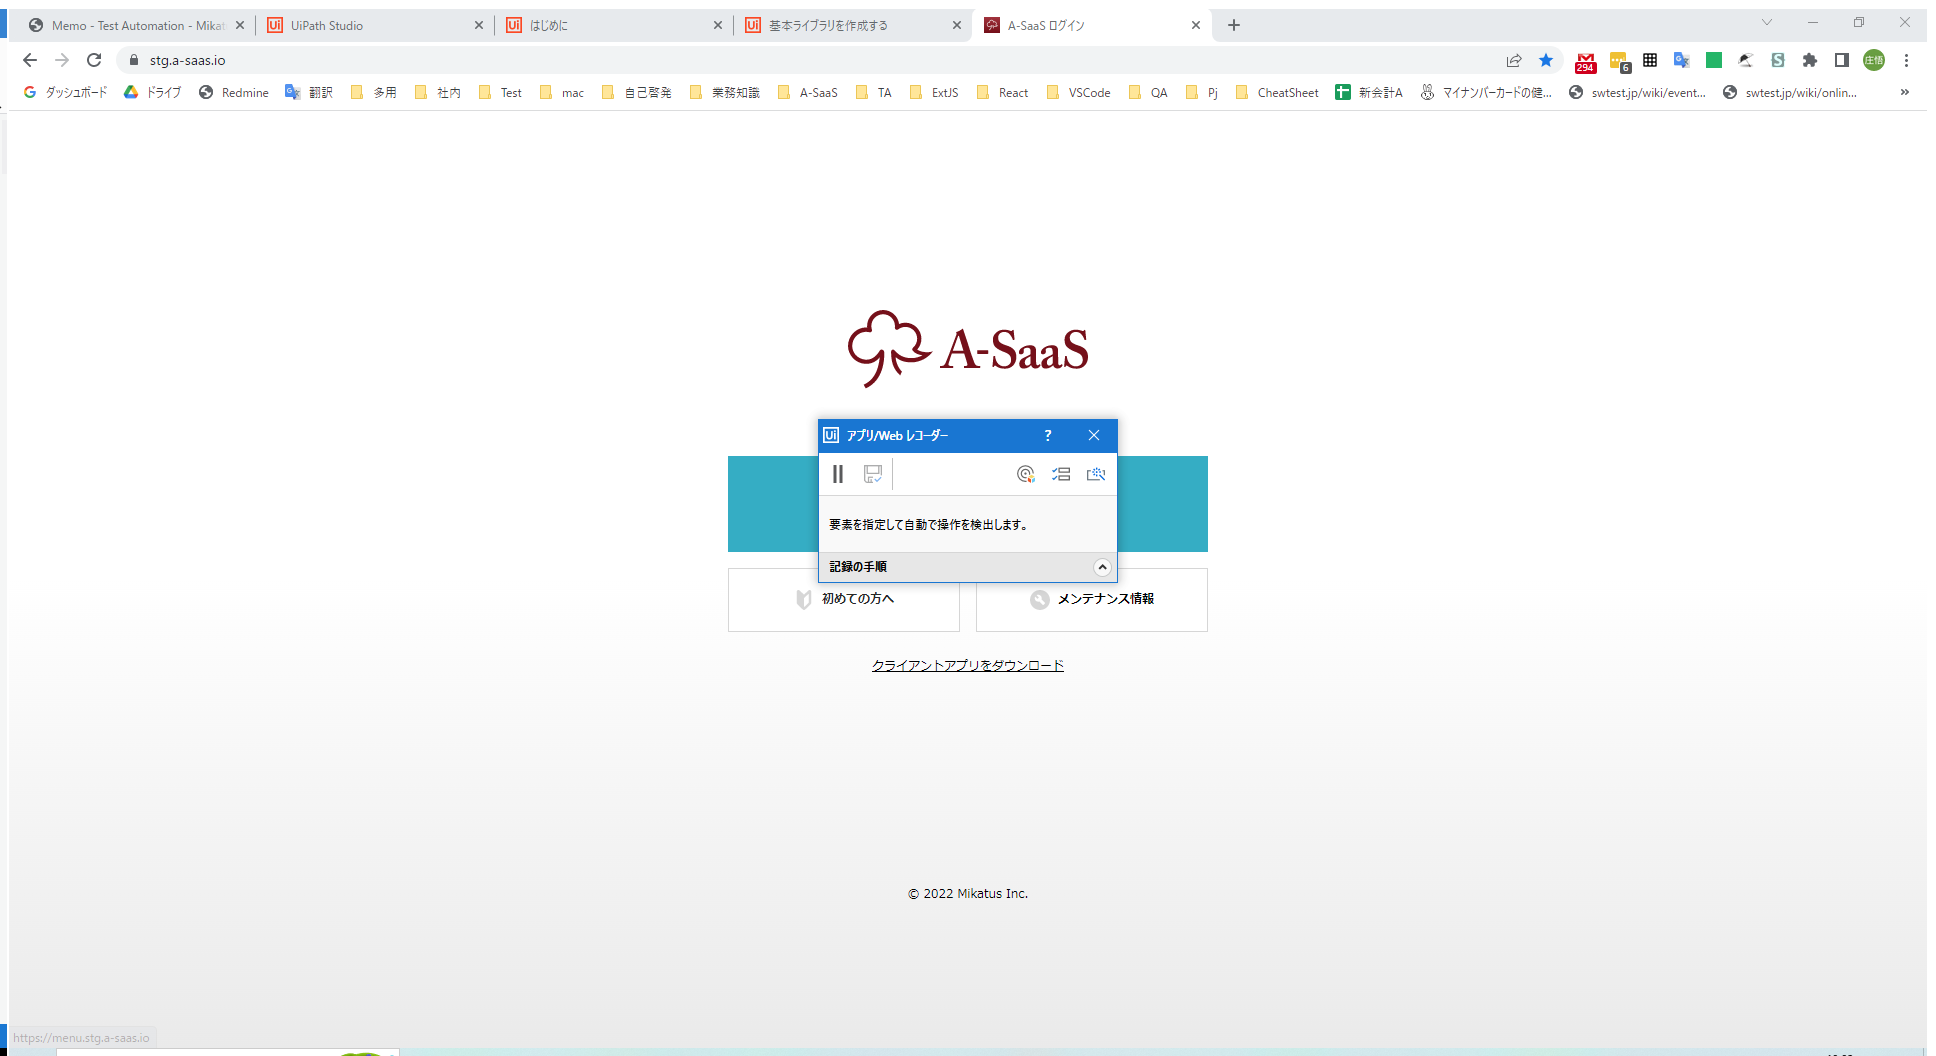 Memo - Test Automation - Mikat
UiPath Studio
はじめに
基本ライブラリを作成する
A-SaaS ログイン
stg.a-saas.io
294
6
庄悟
ダッシュボード
ドライブ
Redmine
翻訳
多用
社内
Test
mac
自己啓発
業務知識
A-SaaS
TA
ExtJS
React
VSCode
QA
Pj
CheatSheet
新会計A
マイナンバーカードの健...
swtest.jp/wiki/event...
swtest.jp/wiki/onlin...
A-SaaS
Ui アプリ/Web レコーダー ?
要素を指定して自動で操作を検出します。
記録の手順
初めての方へ
メンテナンス情報
クライアントアプリをダウンロード
© 2022 Mikatus Inc.
https://menu.stg.a-saas.io